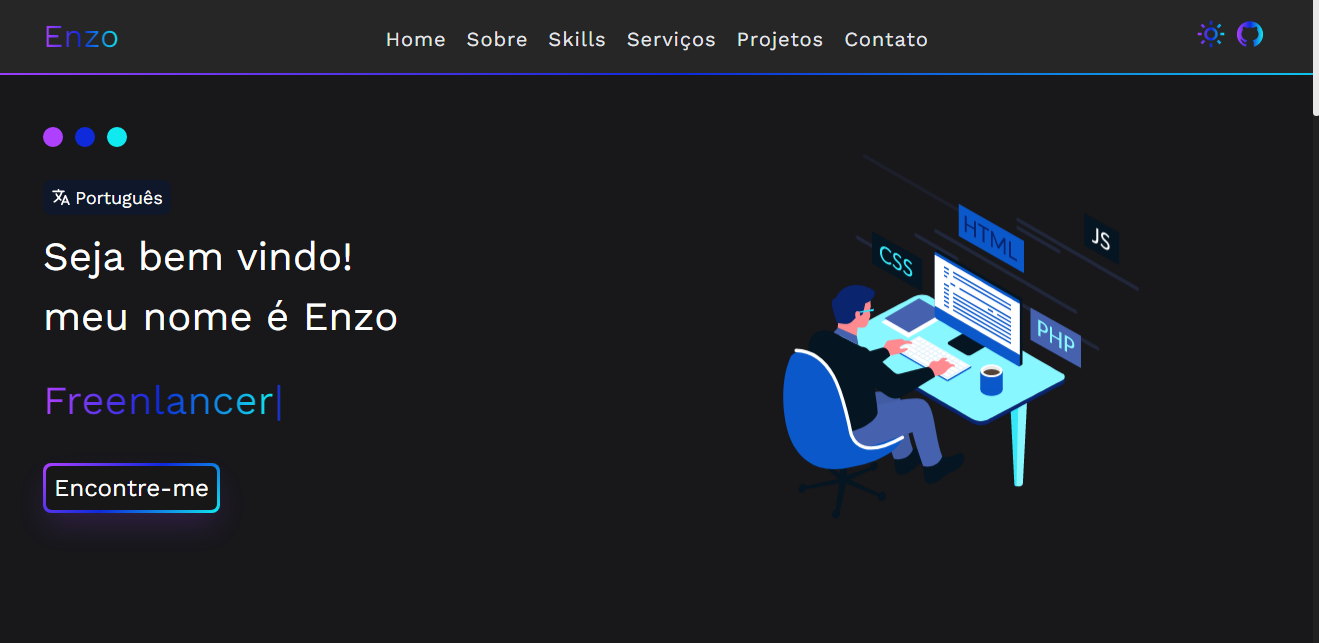 Enzo
Home Sobre Skills Serviços Projetos Contato
Português
Seja bem vindo!
meu nome é Enzo
Freenlancer
Encontre-me
HTML
JS
CSS
PHP